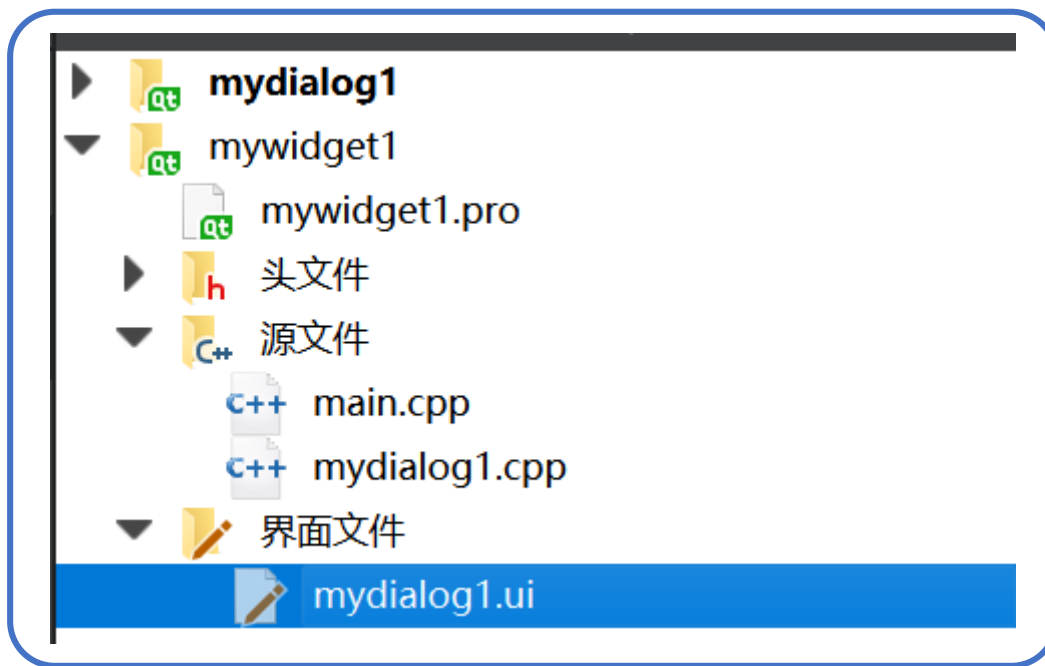 mydialog1
mywidget1
mywidget1.pro
头文件
源文件
main.cpp
mydialog1.cpp
界面文件
mydialog1.ui